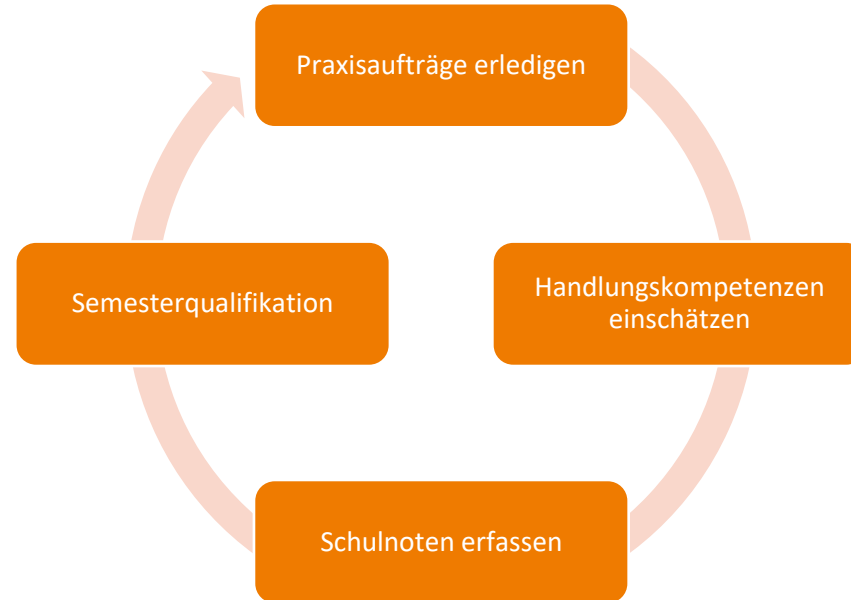 Praxisaufträge erledigen
Handlungskompetenzen
einschätzen
Schulnoten erfassen
Semesterqualifikation